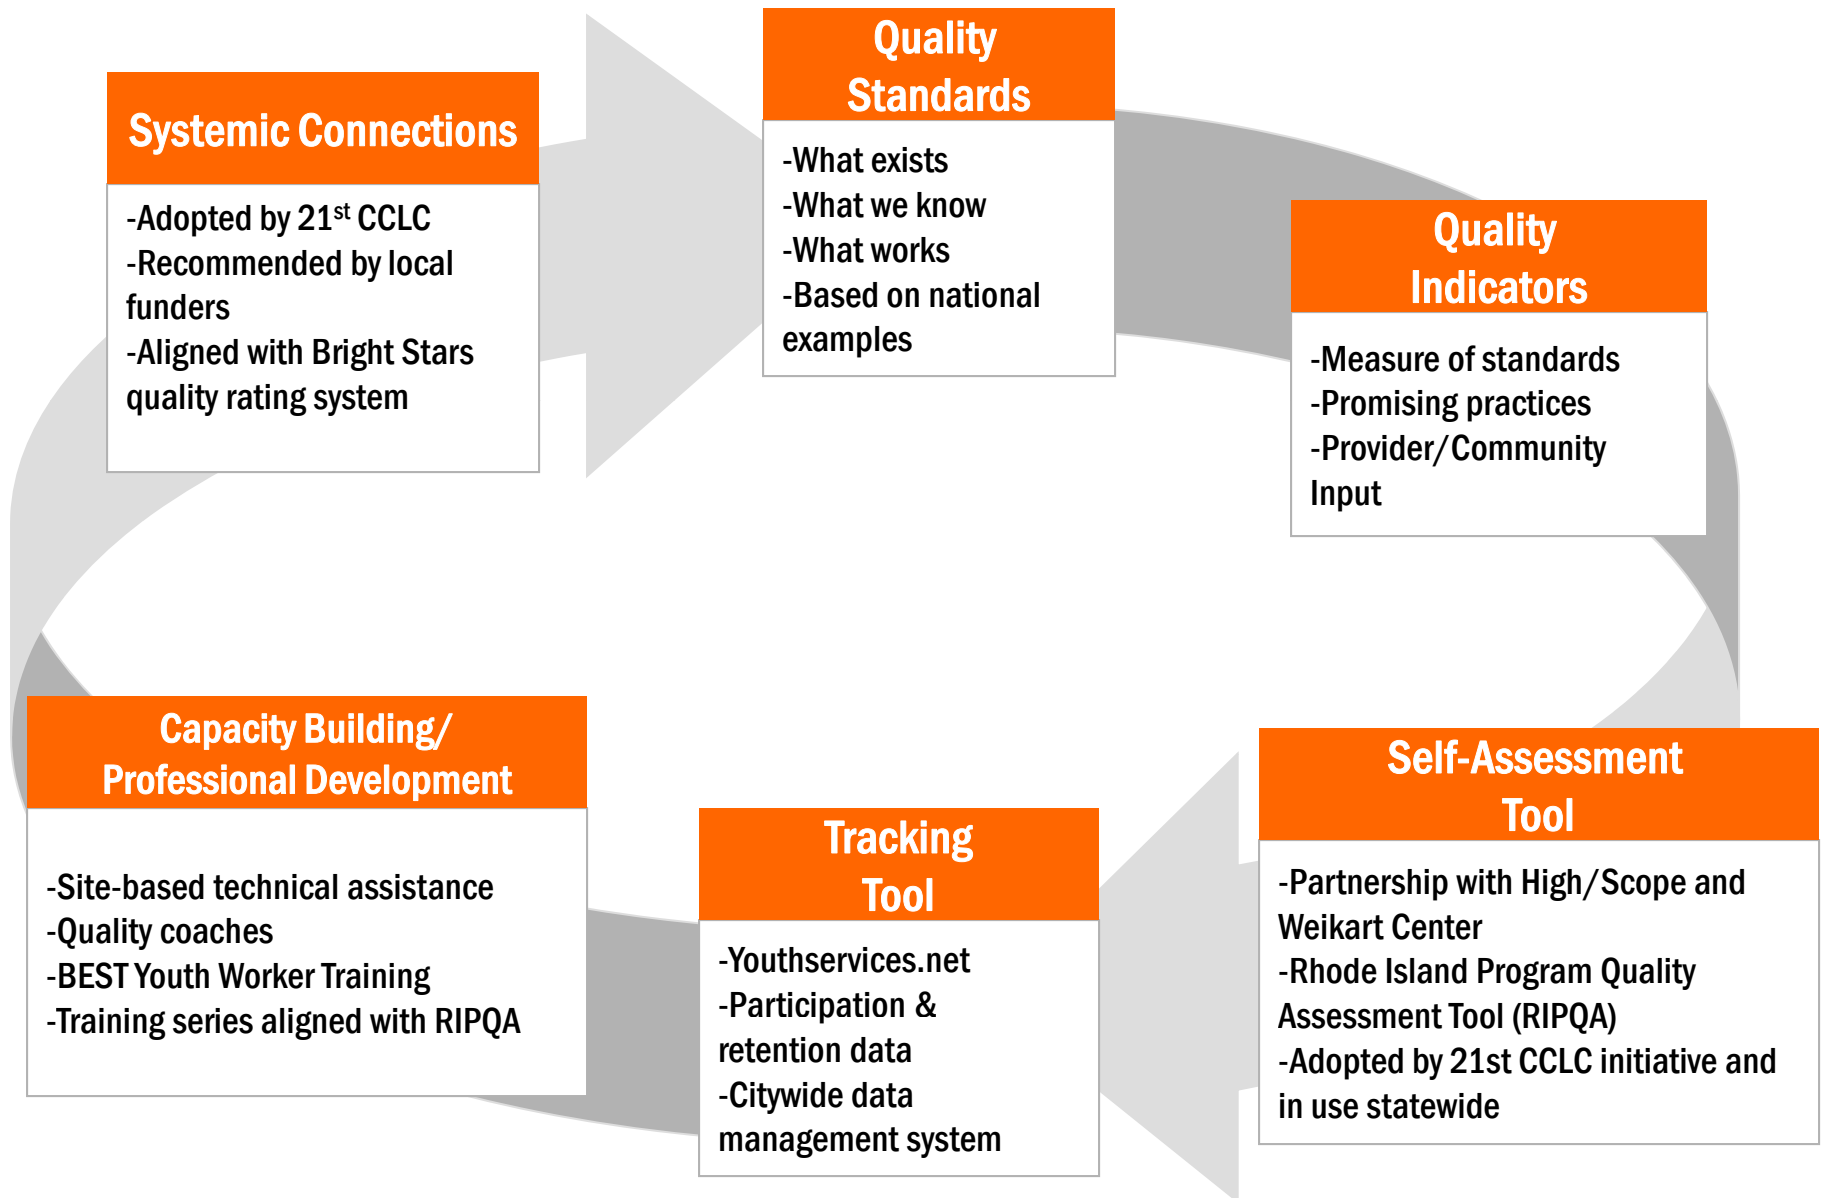 Quality
Standards
-What exists
-What we know
-What works
-Based on national
examples
Quality
Indicators
-Measure of standards
-Promising practices
-Provider/Community
Input
Self-Assessment
Tool
-Partnership with High/Scope and
Weikart Center
-Rhode Island Program Quality
Assessment Tool (RIPQA)
-Adopted by 21st CCLC initiative and
in use statewide
Tracking
Tool
-Youthservices.net
-Participation &
retention data
-Citywide data
management system
Capacity Building/
Professional Development
-Site-based technical assistance
-Quality coaches
-BEST Youth Worker Training
-Training series aligned with RIPQA
Systemic Connections
-Adopted by 21st CCLC
-Recommended by local
funders
-Aligned with Bright Stars
quality rating system